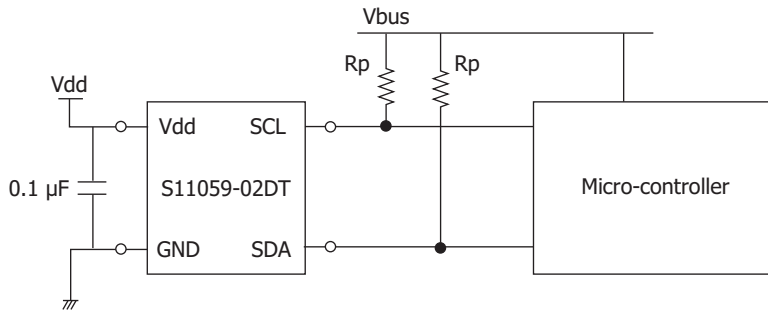 Vbus
Rp Rp
Vdd
Vdd SCL
0.1 µF S11059-02DT Micro-controller
GND SDA